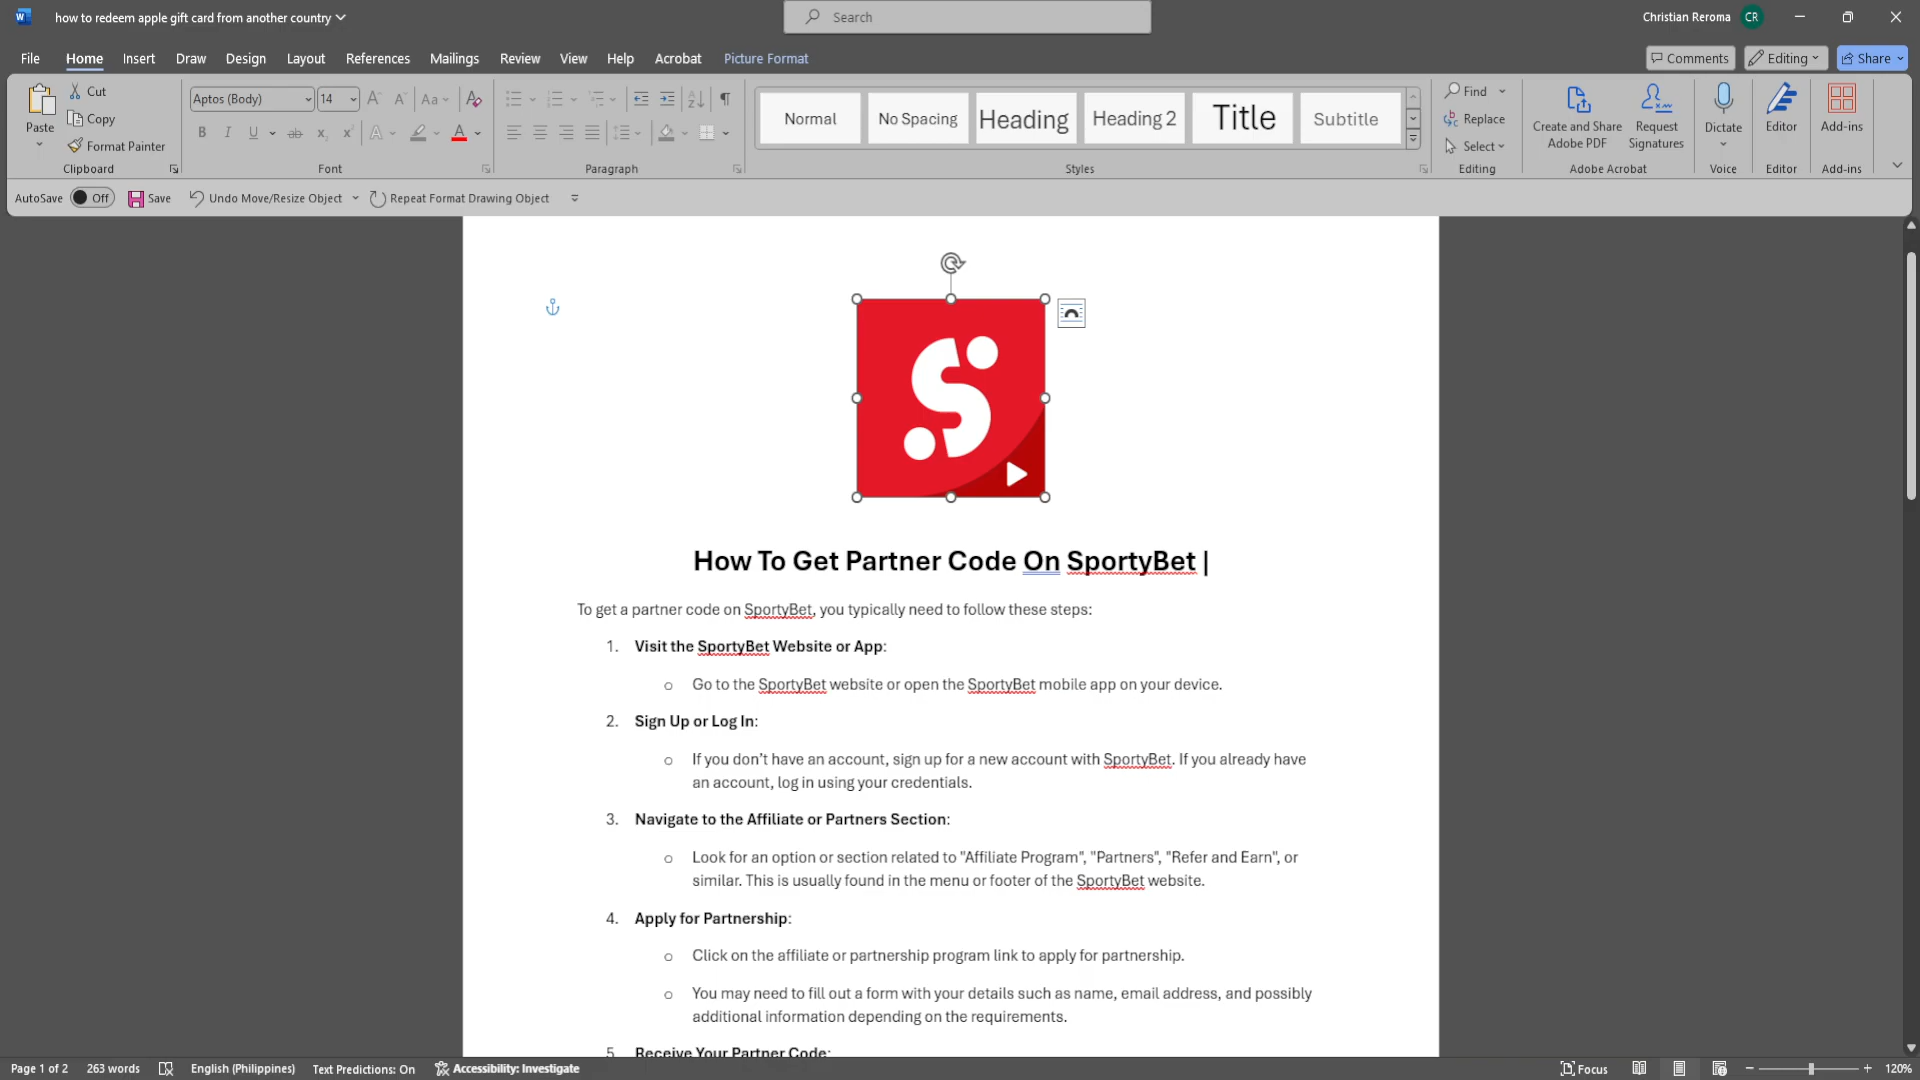 how to redeem apple gift card from another country
Search
Christian Reroma CR
File Home Insert Draw Design Layout References Mailings Review View Help Acrobat Picture Format
Comments Editing Share
Paste
Cut
Copy
Format Painter
Clipboard
Aptos (Body) 14
Font
Paragraph
Normal No Spacing Heading Heading 2 Title Subtitle
Styles
Find
Replace
Select
Editing
Create and Share Adobe PDF
Request Signatures
Adobe Acrobat
Dictate
Voice
Editor
Editor
Add-ins
Add-ins
AutoSave Off Save Undo Move/Resize Object Repeat Format Drawing Object
How To Get Partner Code On SportyBet
To get a partner code on SportyBet, you typically need to follow these steps:
1. Visit the SportyBet Website or App:
o Go to the SportyBet website or open the SportyBet mobile app on your device.
2. Sign Up or Log In:
o If you don't have an account, sign up for a new account with SportyBet. If you already have
an account, log in using your credentials.
3. Navigate to the Affiliate or Partners Section:
o Look for an option or section related to "Affiliate Program", "Partners", "Refer and Earn", or
similar. This is usually found in the menu or footer of the SportyBet website.
4. Apply for Partnership:
o Click on the affiliate or partnership program link to apply for partnership.
o You may need to fill out a form with your details such as name, email address, and possibly
additional information depending on the requirements.
5. Receive Your Partner Code:
Page 1 of 2 263 words English (Philippines) Text Predictions: On Accessibility: Investigate Focus 120%